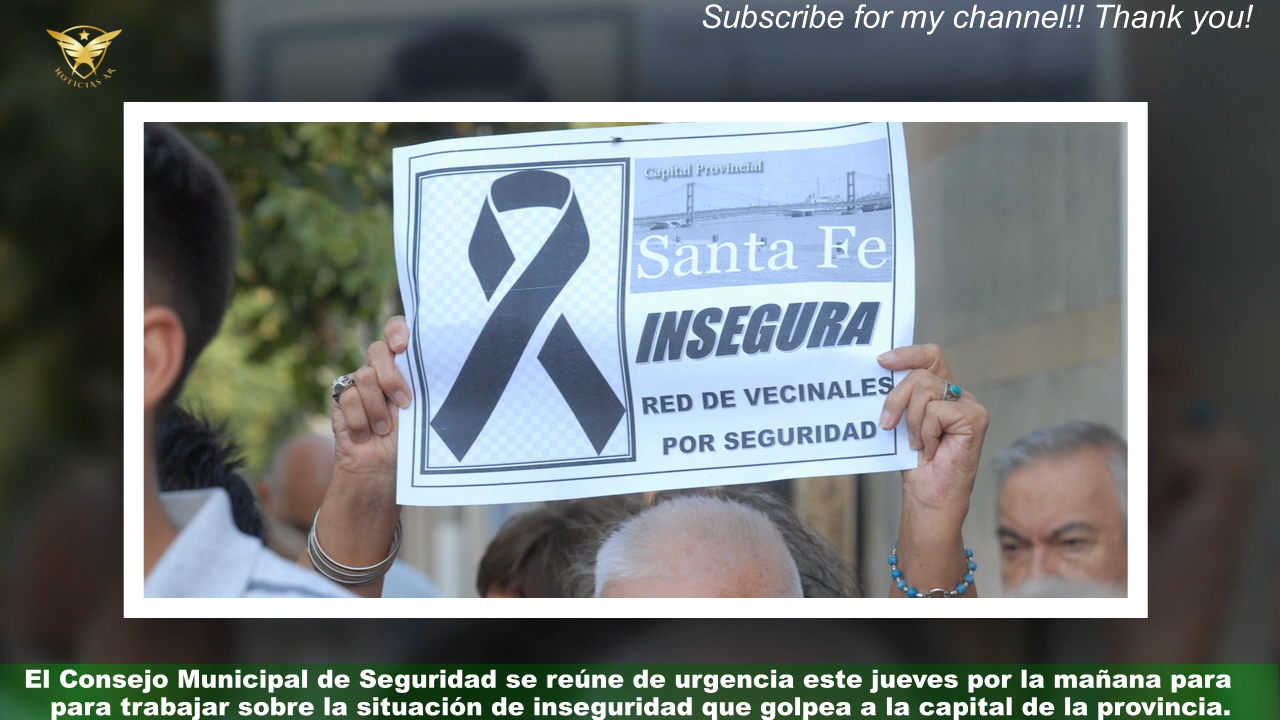 Subscribe for my channel!! Thank you!
NOTICIAS AR
Capital Provincial
Santa Fe
INSEGURA
RED DE VECINALES
POR SEGURIDAD
El Consejo Municipal de Seguridad se reúne de urgencia este jueves por la mañana para
para trabajar sobre la situación de inseguridad que golpea a la capital de la provincia.